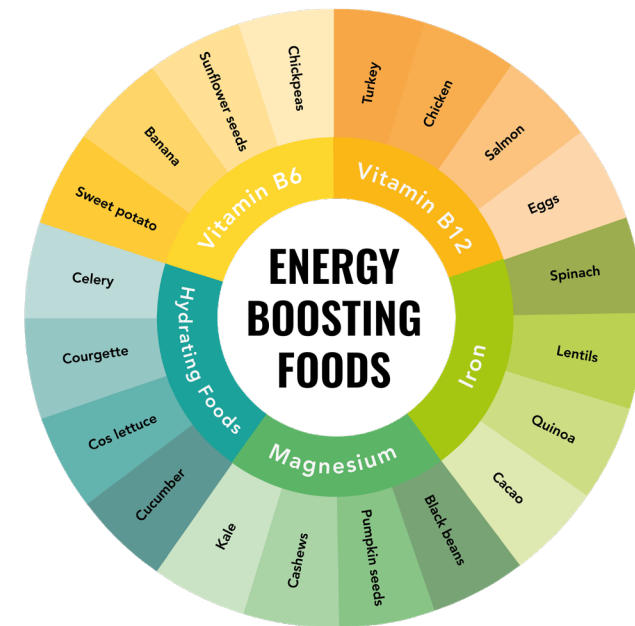 ENERGY
BOOSTING
FOODS
Vitamin B12
Turkey
Chicken
Salmon
Eggs
Iron
Spinach
Lentils
Quinoa
Cacao
Magnesium
Black beans
Pumpkin seeds
Cashews
Kale
Hydrating Foods
Cucumber
Cos lettuce
Courgette
Celery
Vitamin B6
Sweet potato
Banana
Sunflower seeds
Chickpeas